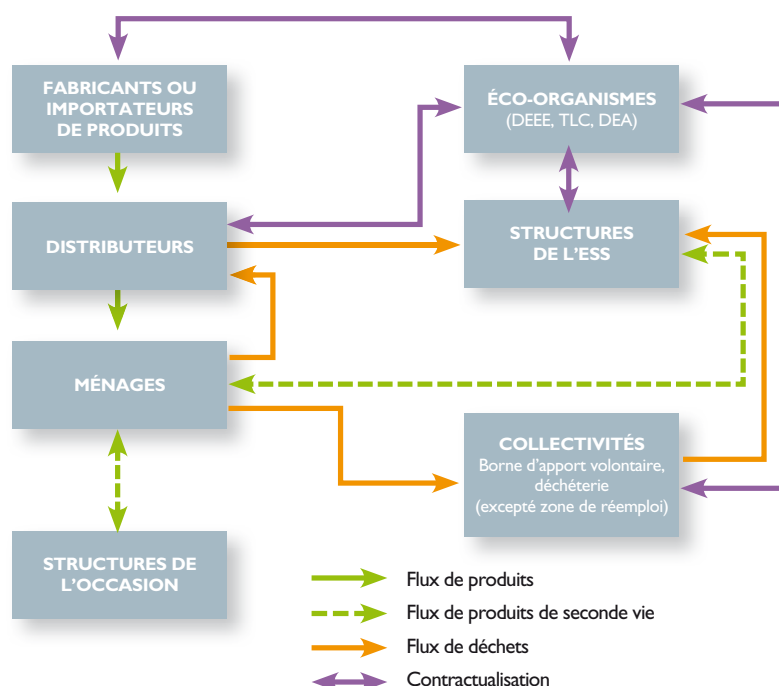 FABRICANTS OU
IMPORTATEURS
DE PRODUITS
ÉCO-ORGANISMES
(DEEE, TLC, DEA)
DISTRIBUTEURS
STRUCTURES
DE L'ESS
MÉNAGES
COLLECTIVITÉS
Borne d'apport volontaire,
déchéterie
(excepté zone de réemploi)
STRUCTURES DE
L'OCCASION
Flux de produits
Flux de produits de seconde vie
Flux de déchets
Contractualisation